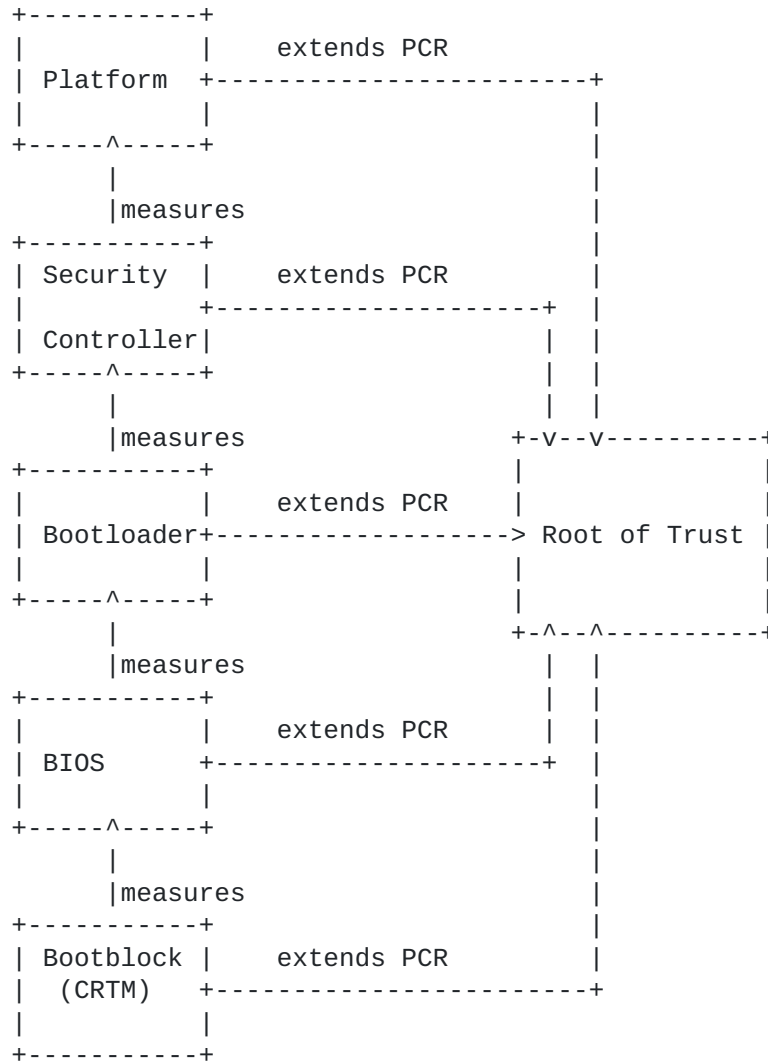 extends PCR
Platform
measures
Security extends PCR
Controller
measures
extends PCR
Bootloader Root of Trust
measures
extends PCR
BIOS
measures
Bootblock extends PCR
(CRTM)